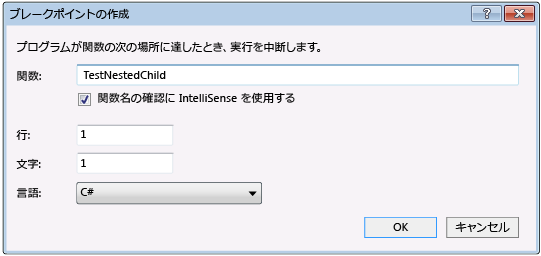 ブレークポイントの作成
プログラムが関数の次の場所に達したとき、実行を中断します。
関数: TestNestedChild
関数名の確認に IntelliSense を使用する
行: 1
文字: 1
言語: C#
OK キャンセル